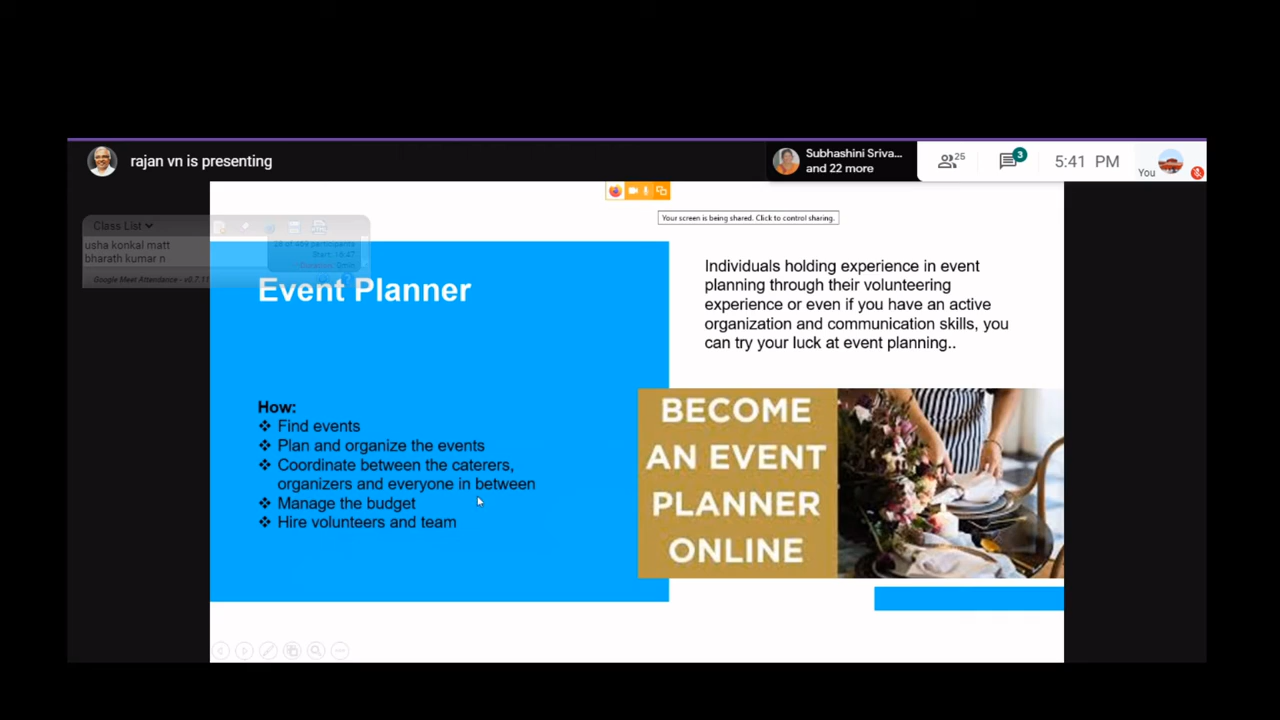 rajan vn is presenting
Subhashini Sriva...
and 22 more
25
3
5:41 PM
You
Your screen is being shared. Click to control sharing.
Class List
usha konkal matt
bharath kumar n
Google Meet Attendance
Event Planner
Individuals holding experience in event
planning through their volunteering
experience or even if you have an active
organization and communication skills, you
can try your luck at event planning..
How:
❖ Find events
❖ Plan and organize the events
❖ Coordinate between the caterers,
organizers and everyone in between
❖ Manage the budget
❖ Hire volunteers and team
BECOME
AN EVENT
PLANNER
ONLINE